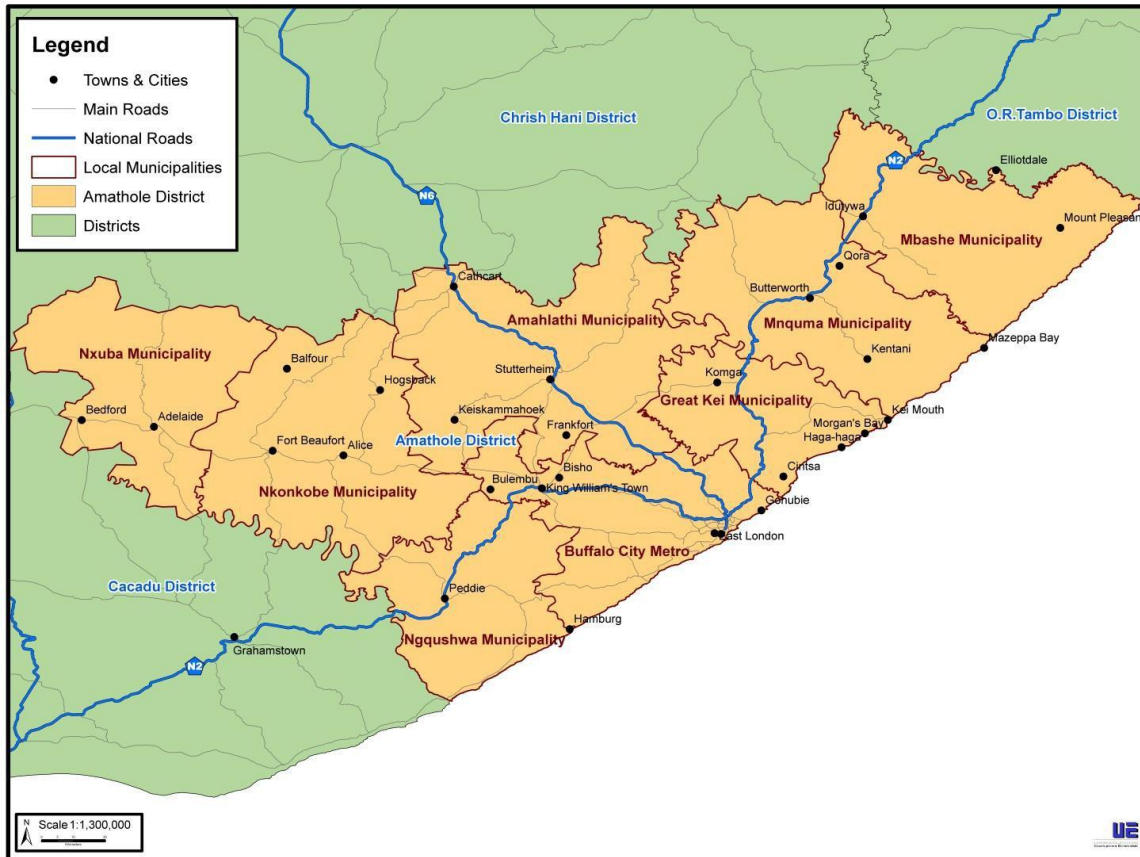 Legend
Towns & Cities
Main Roads
National Roads
Local Municipalities
Amathole District
Districts
Chrish Hani District
O.R.Tambo District
N2
Elliotdale
N6
Idutywa
Mount Pleasan
Mbashe Municipality
Qora
Cathcart
Butterworth
Amahlathi Municipality
Mnquma Municipality
Nxuba Municipality
Mazeppa Bay
Balfour
Kentani
Stutterheim
Komga
Hogsback
Great Kei Municipality
Bedford
Adelaide
Keiskammahoek
Kei Mouth
Morgan's Bay
Frankfort
Amathole District
Haga-haga
Fort Beaufort
Alice
Bisho
Cintsa
Bulembu
King William's Town
Nkonkobe Municipality
Gonubie
East London
Buffalo City Metro
Cacadu District
Peddie
Hamburg
Ngqushwa Municipality
Grahamstown
N2
N
Scale 1:1,300,000
UE